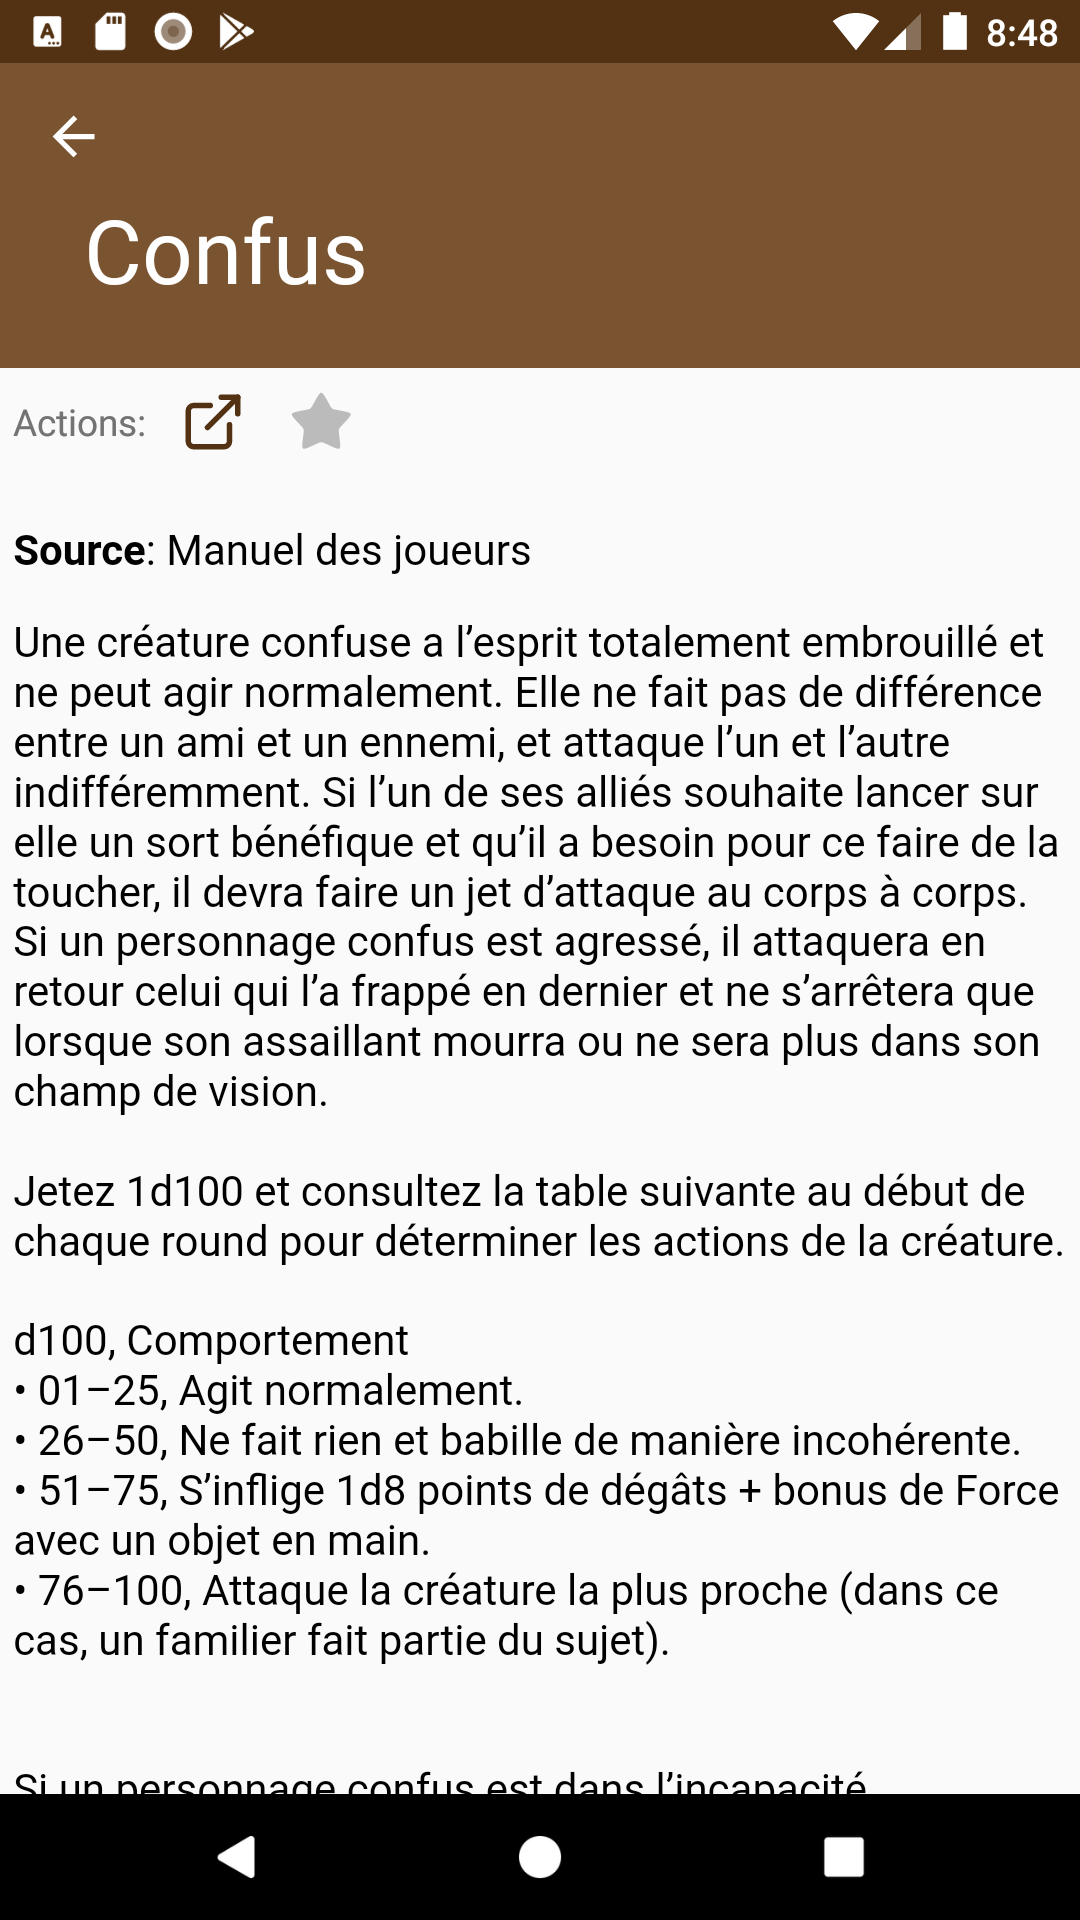 8:48
Confus
Actions:
Source: Manuel des joueurs
Une créature confuse a l’esprit totalement embrouillé et
ne peut agir normalement. Elle ne fait pas de différence
entre un ami et un ennemi, et attaque l’un et l’autre
indifféremment. Si l’un de ses alliés souhaite lancer sur
elle un sort bénéfique et qu’il a besoin pour ce faire de la
toucher, il devra faire un jet d’attaque au corps à corps.
Si un personnage confus est agressé, il attaquera en
retour celui qui l’a frappé en dernier et ne s’arrêtera que
lorsque son assaillant mourra ou ne sera plus dans son
champ de vision.
Jetez 1d100 et consultez la table suivante au début de
chaque round pour déterminer les actions de la créature.
d100, Comportement
• 01–25, Agit normalement.
• 26–50, Ne fait rien et babille de manière incohérente.
• 51–75, S’inflige 1d8 points de dégâts + bonus de Force
avec un objet en main.
• 76–100, Attaque la créature la plus proche (dans ce
cas, un familier fait partie du sujet).
Si un personnage confus est dans l’incapacité